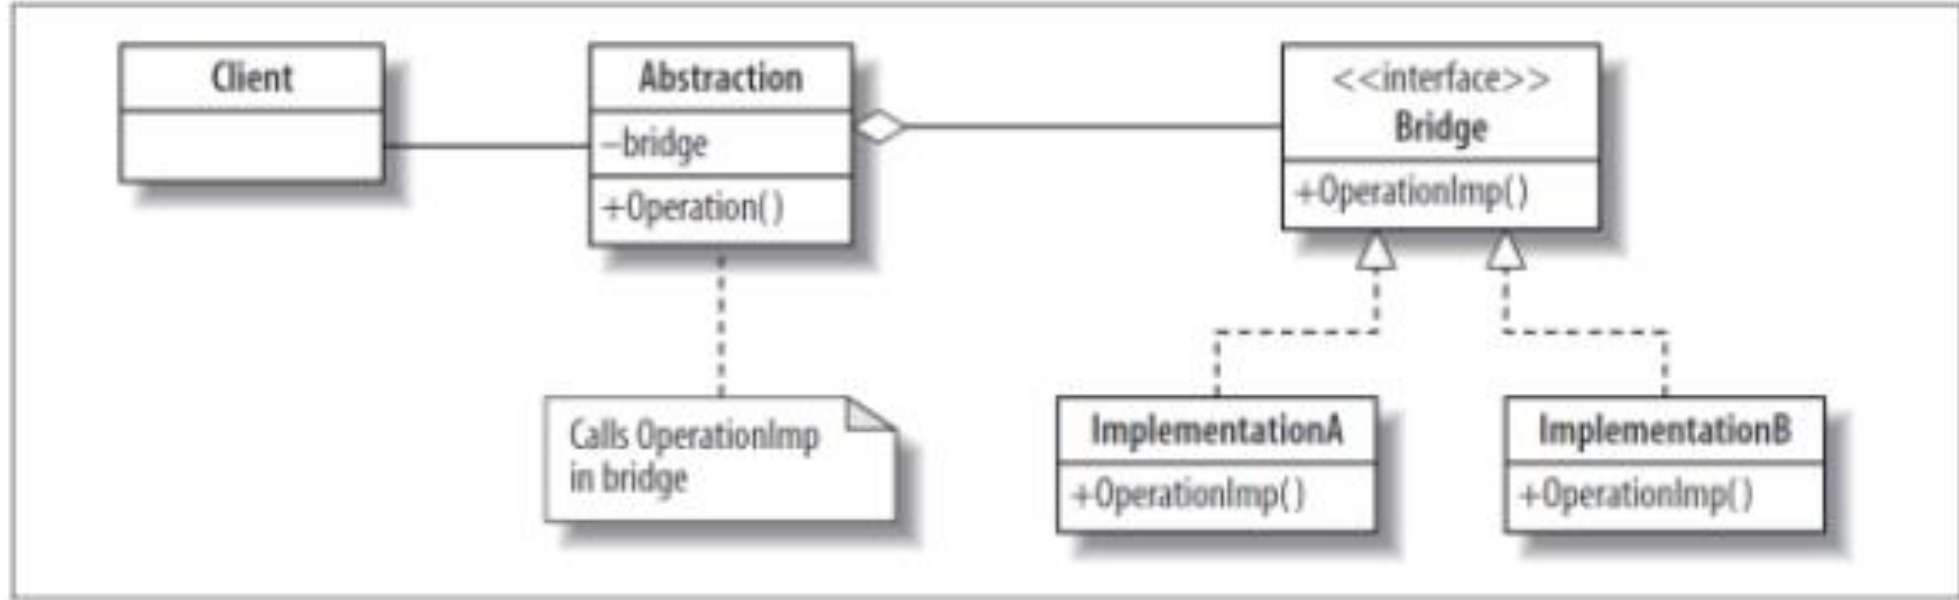 Client
Abstraction
–bridge
+Operation()
<<interface>>
Bridge
+OperationImp()
Calls OperationImp
in bridge
ImplementationA
+OperationImp()
ImplementationB
+OperationImp()